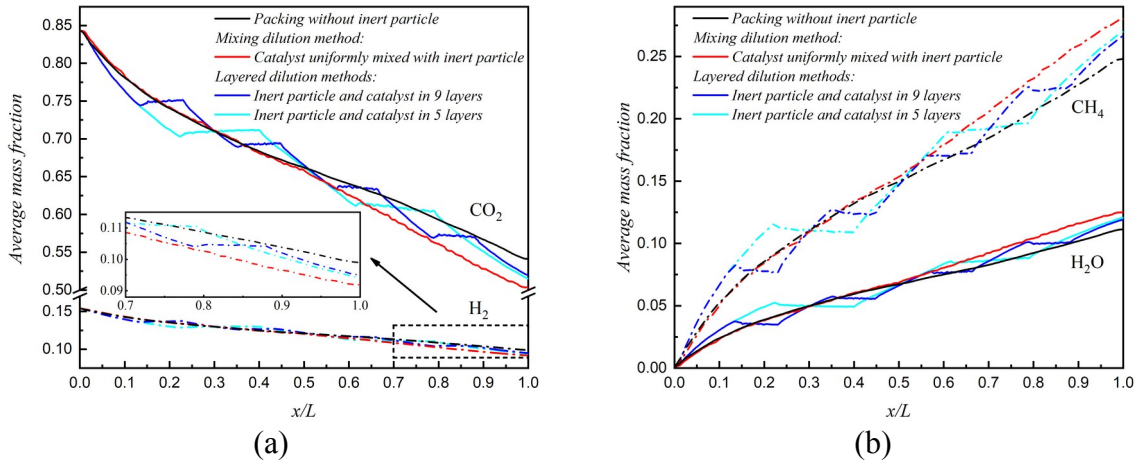 Packing without inert particle
Mixing dilution method:
Catalyst uniformly mixed with inert particle
Layered dilution methods:
Inert particle and catalyst in 9 layers
Inert particle and catalyst in 5 layers
Average mass fraction
0.85
0.80
0.75
0.70
0.65
0.60
0.55
0.50
0.15
0.10
CO2
H2
0.11
0.10
0.09
0.7 0.8 0.9 1.0
0.0 0.1 0.2 0.3 0.4 0.5 0.6 0.7 0.8 0.9 1.0
x/L
(a)
Packing without inert particle
Mixing dilution method:
Catalyst uniformly mixed with inert particle
Layered dilution methods:
Inert particle and catalyst in 9 layers
Inert particle and catalyst in 5 layers
Average mass fraction
0.25
0.20
0.15
0.10
0.05
0.00
CH4
H2O
0.0 0.1 0.2 0.3 0.4 0.5 0.6 0.7 0.8 0.9 1.0
x/L
(b)